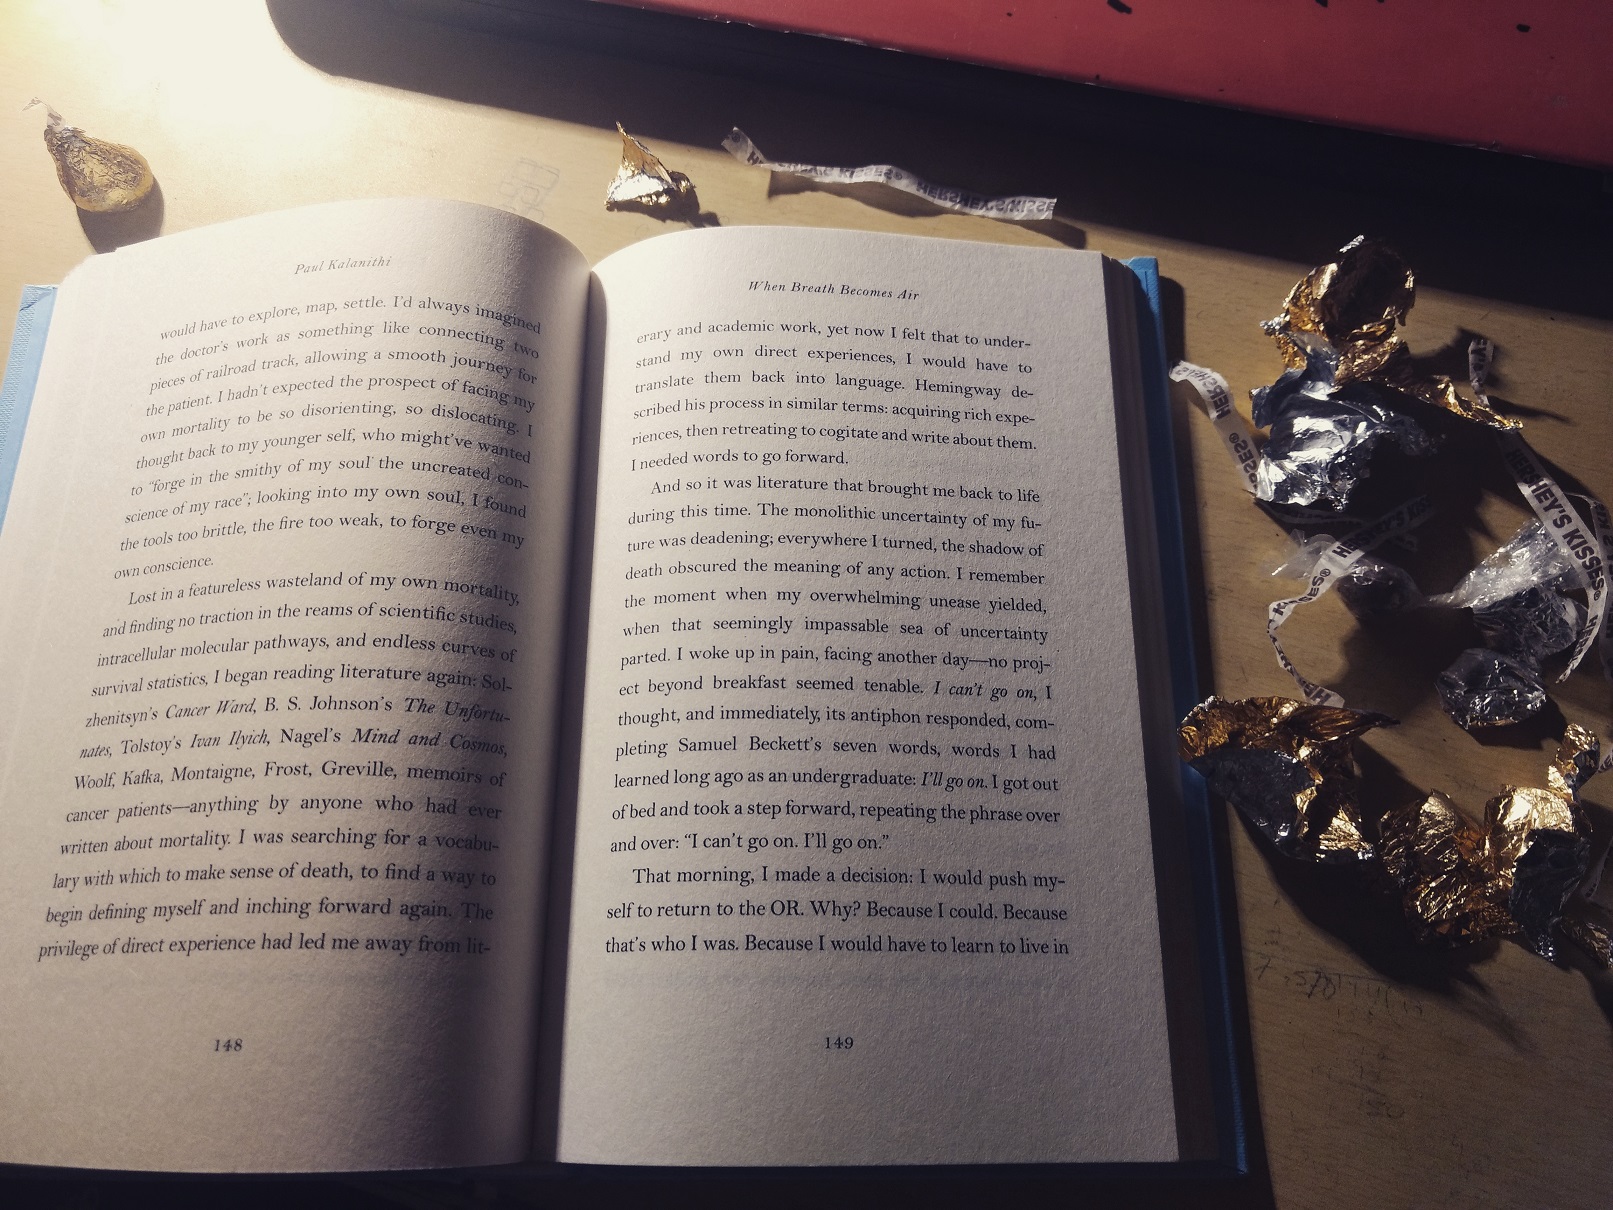 Paul Kalanithi
would have to explore, map, settle. I'd always imagined
the doctor's work as something like connecting two
pieces of railroad track, allowing a smooth journey for
the patient. I hadn't expected the prospect of facing my
own mortality to be so disorienting, so dislocating. I
thought back to my younger self, who might've wanted
to "forge in the smithy of my soul the uncreated con-
science of my race"; looking into my own soul, I found
the tools too brittle, the fire too weak, to forge even my
own conscience.
Lost in a featureless wasteland of my own mortality,
and finding no traction in the reams of scientific studies,
intracellular molecular pathways, and endless curves of
survival statistics, I began reading literature again: Sol-
zhenitsyn's Cancer Ward, B. S. Johnson's The Unfortu-
nates, Tolstoy's Ivan Ilyich, Nagel's Mind and Cosmos,
Woolf, Kafka, Montaigne, Frost, Greville, memoirs of
cancer patients—anything by anyone who had ever
written about mortality. I was searching for a vocabu-
lary with which to make sense of death, to find a way to
begin defining myself and inching forward again. The
privilege of direct experience had led me away from lit-
148
When Breath Becomes Air
erary and academic work, yet now I felt that to under-
stand my own direct experiences, I would have to
translate them back into language. Hemingway de-
scribed his process in similar terms: acquiring rich expe-
riences, then retreating to cogitate and write about them.
I needed words to go forward.
And so it was literature that brought me back to life
during this time. The monolithic uncertainty of my fu-
ture was deadening; everywhere I turned, the shadow of
death obscured the meaning of any action. I remember
the moment when my overwhelming unease yielded,
when that seemingly impassable sea of uncertainty
parted. I woke up in pain, facing another day—no proj-
ect beyond breakfast seemed tenable. I can't go on, I
thought, and immediately, its antiphon responded, com-
pleting Samuel Beckett's seven words, words I had
learned long ago as an undergraduate: I'll go on. I got out
of bed and took a step forward, repeating the phrase over
and over: "I can't go on. I'll go on."
That morning, I made a decision: I would push my-
self to return to the OR. Why? Because I could. Because
that's who I was. Because I would have to learn to live in
149
KISSES® HERSHEY'S KISSES
HERSHEY'S
KISSES®
HERSHEY'S KISSES®